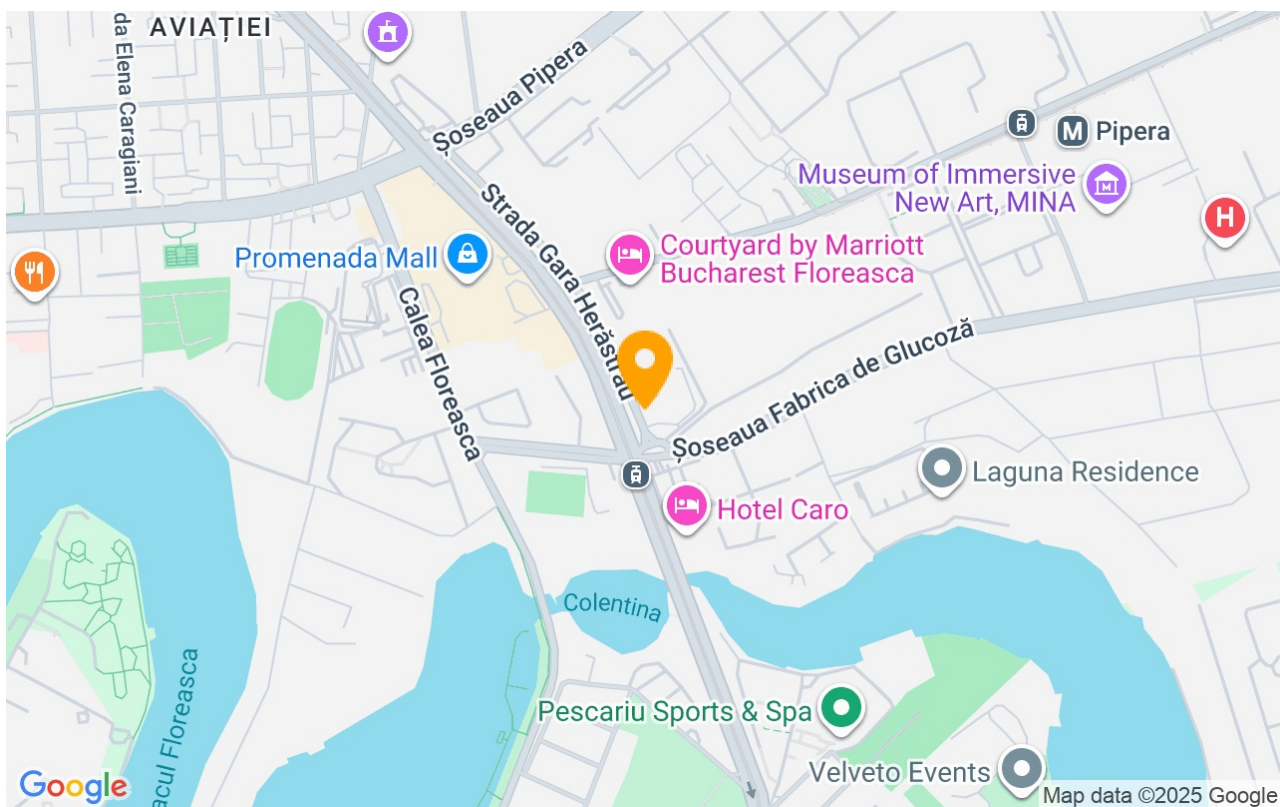 AVIAȚIEI
da Elena Caragiani
Șoseaua Pipera
Pipera
Museum of Immersive
New Art, MINA
H
Strada Gara Herăstrău
Promenada Mall
Courtyard by Marriott
Bucharest Floreasca
Calea Floreasca
Șoseaua Fabrica de Glucoză
Laguna Residence
Hotel Caro
Colentina
acul Floreasca
Pescariu Sports & Spa
Velveto Events
Google
Map data ©2025 Google
M